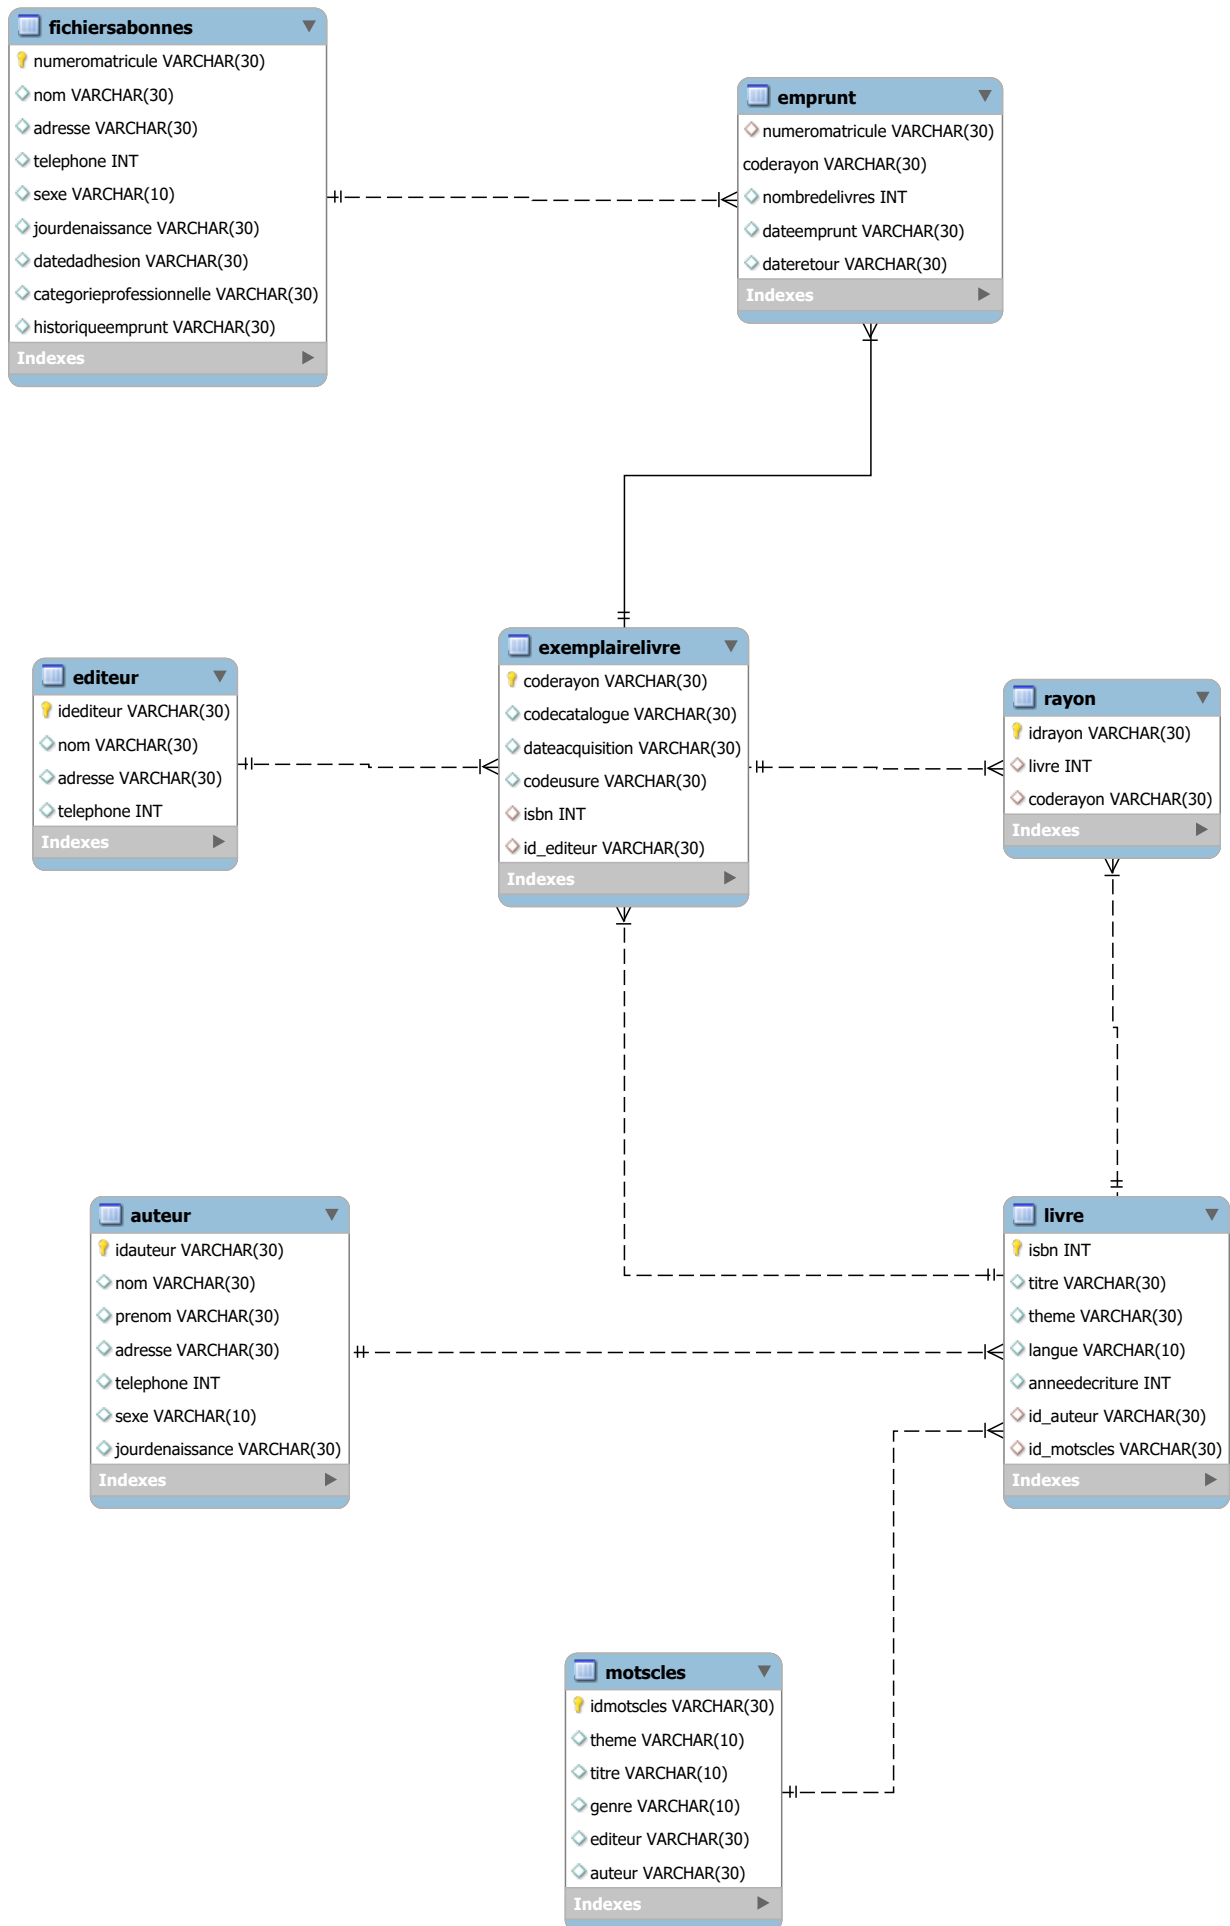 fichiersabonnes
numeromatricule VARCHAR(30)
nom VARCHAR(30)
adresse VARCHAR(30)
telephone INT
sexe VARCHAR(10)
jourdenaissance VARCHAR(30)
datedadhesion VARCHAR(30)
categorieprofessionnelle VARCHAR(30)
historiqueemprunt VARCHAR(30)
Indexes
emprunt
numeromatricule VARCHAR(30)
coderayon VARCHAR(30)
nombredelivres INT
dateemprunt VARCHAR(30)
dateretour VARCHAR(30)
Indexes
editeur
idediteur VARCHAR(30)
nom VARCHAR(30)
adresse VARCHAR(30)
telephone INT
Indexes
exemplairelivre
coderayon VARCHAR(30)
codecatalogue VARCHAR(30)
dateacquisition VARCHAR(30)
codeusure VARCHAR(30)
isbn INT
id_editeur VARCHAR(30)
Indexes
rayon
idrayon VARCHAR(30)
livre INT
coderayon VARCHAR(30)
Indexes
auteur
idauteur VARCHAR(30)
nom VARCHAR(30)
prenom VARCHAR(30)
adresse VARCHAR(30)
telephone INT
sexe VARCHAR(10)
jourdenaissance VARCHAR(30)
Indexes
livre
isbn INT
titre VARCHAR(30)
theme VARCHAR(30)
langue VARCHAR(10)
anneedecriture INT
id_auteur VARCHAR(30)
id_motscles VARCHAR(30)
Indexes
motscles
idmotscles VARCHAR(30)
theme VARCHAR(10)
titre VARCHAR(10)
genre VARCHAR(10)
editeur VARCHAR(30)
auteur VARCHAR(30)
Indexes